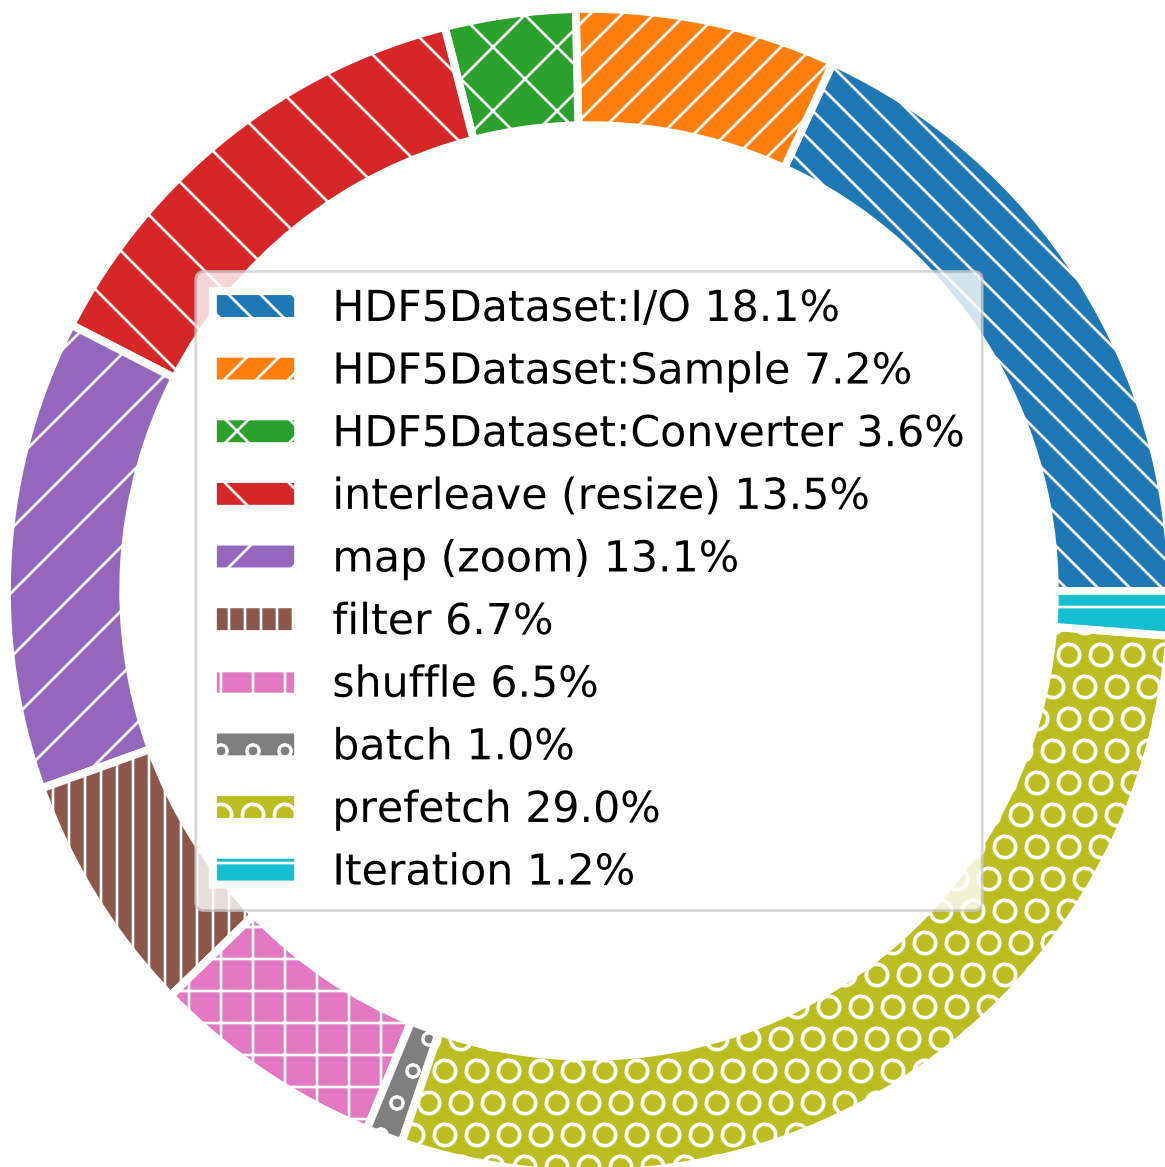 HDF5Dataset:I/O 18.1%
HDF5Dataset:Sample 7.2%
HDF5Dataset:Converter 3.6%
interleave (resize) 13.5%
map (zoom) 13.1%
filter 6.7%
shuffle 6.5%
batch 1.0%
prefetch 29.0%
Iteration 1.2%